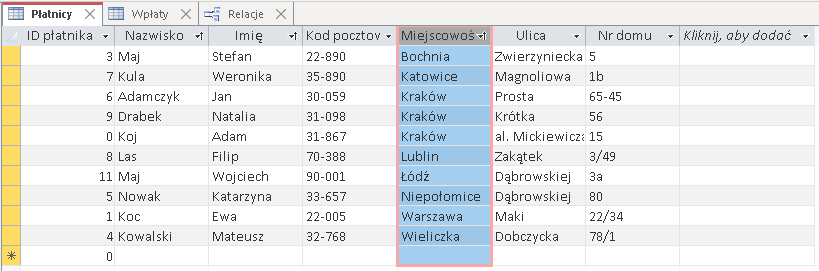 Płatnicy Wpłaty Relacje
ID płatnika Nazwisko Imię Kod pocztov Miejscowoś Ulica Nr domu Kliknij, aby dodać
3 Maj Stefan 22-890 Bochnia Zwierzyniecka 5
7 Kula Weronika 35-890 Katowice Magnoliowa 1b
6 Adamczyk Jan 30-059 Kraków Prosta 65-45
9 Drabek Natalia 31-098 Kraków Krótka 56
0 Koj Adam 31-867 Kraków al. Mickiewicza 15
8 Las Filip 70-388 Lublin Zakątek 3/49
11 Maj Wojciech 90-001 Łódź Dąbrowskiej 3a
5 Nowak Katarzyna 33-657 Niepołomice Dąbrowskiej 80
1 Koc Ewa 22-005 Warszawa Maki 22/34
4 Kowalski Mateusz 32-768 Wieliczka Dobczycka 78/1
0